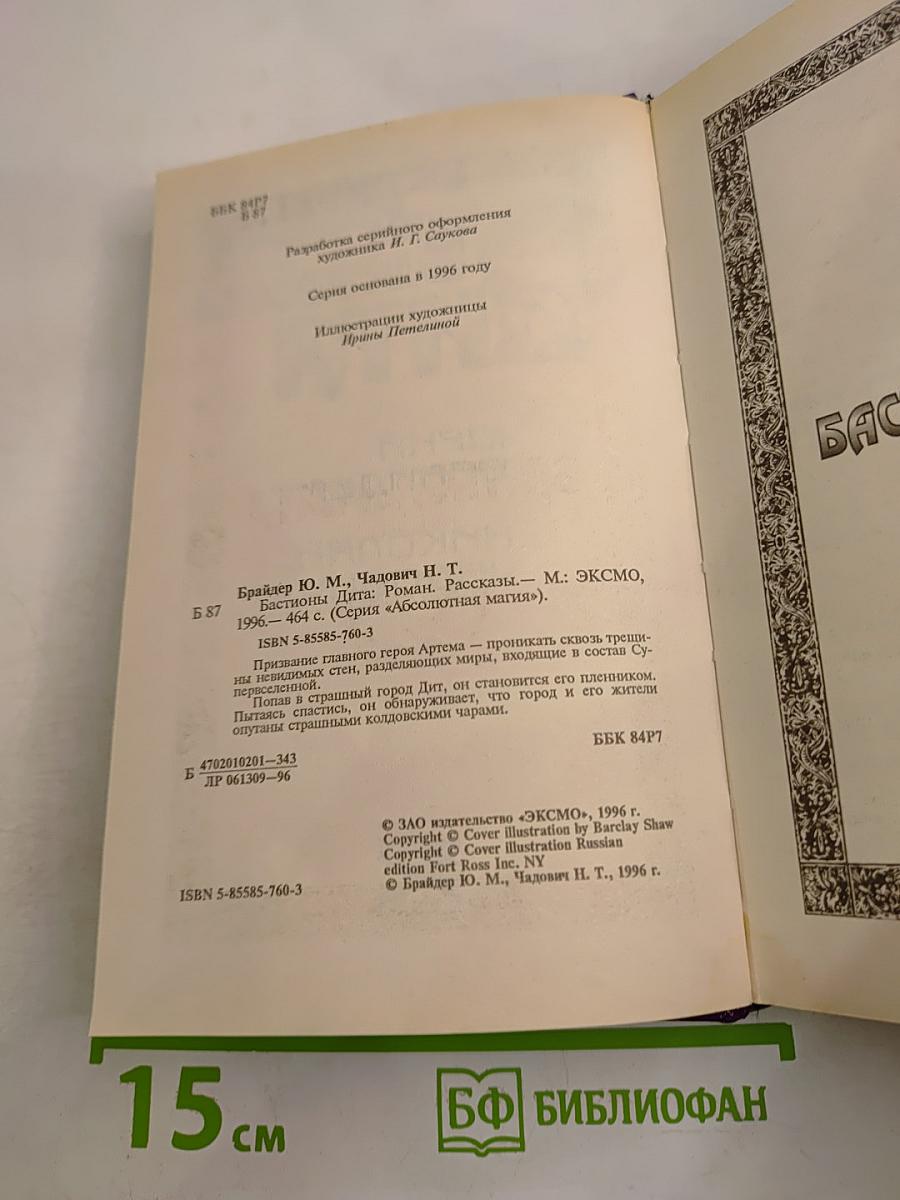 ББК 84Р7
Б 87
Разработка серийного оформления
художника И. Г. Саукова
Серия основана в 1996 году
Иллюстрации художницы
Ирины Петелиной
Брайдер Ю. М., Чадович Н. Т.
Б 87 Бастионы Дита: Роман. Рассказы.— М.: ЭКСМО,
1996.— 464 с. (Серия «Абсолютная магия»).
ISBN 5-85585-760-3
Призвание главного героя Артема — проникать сквозь трещи-
ны невидимых стен, разделяющих миры, входящие в состав Су-
первселенной.
Попав в страшный город Дит, он становится его пленником.
Пытаясь спастись, он обнаруживает, что город и его жители
опутаны страшными колдовскими чарами.
Б 4702010201—343
ЛР 061309—96
ББК 84Р7
© ЗАО издательство «ЭКСМО», 1996 г.
Copyright © Cover illustration by Barclay Shaw
Copyright © Cover illustration Russian
edition Fort Ross Inc. NY
© Брайдер Ю. М., Чадович Н. Т., 1996 г.
ISBN 5-85585-760-3
БАС
15 см
БФ БИБЛИОФАН